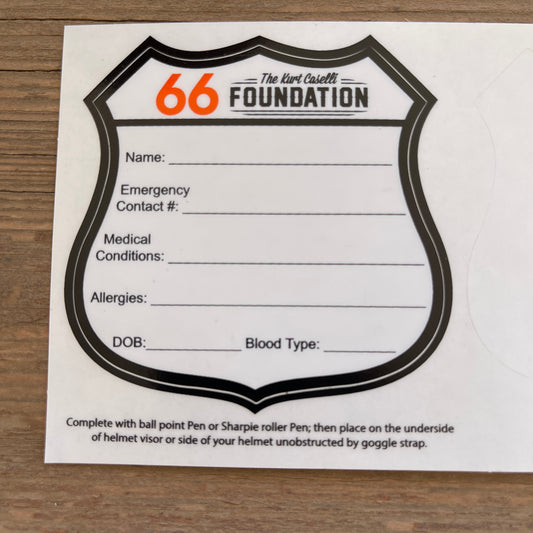 66 The Kurt Caselli
FOUNDATION
Name:
Emergency
Contact #:
Medical
Conditions:
Allergies:
DOB: Blood Type:
Complete with ball point Pen or Sharpie roller Pen; then place on the underside
of helmet visor or side of your helmet unobstructed by goggle strap.